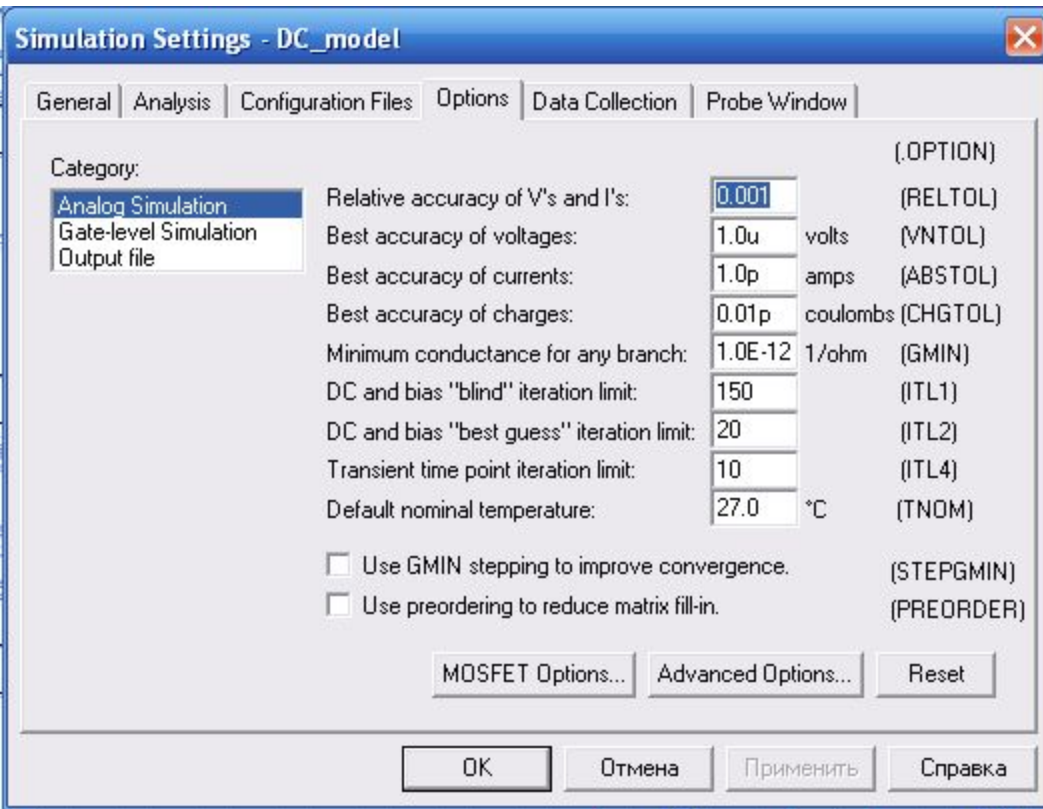 Simulation Settings - DC_model
General Analysis Configuration Files Options Data Collection Probe Window
(.OPTION)
Category:
Analog Simulation
Gate-level Simulation
Output file
Relative accuracy of V's and I's: 0.001 (RELTOL)
Best accuracy of voltages: 1.0u volts (VNTOL)
Best accuracy of currents: 1.0p amps (ABSTOL)
Best accuracy of charges: 0.01p coulombs (CHGTOL)
Minimum conductance for any branch: 1.0E-12 1/ohm (GMIN)
DC and bias "blind" iteration limit: 150 (ITL1)
DC and bias "best guess" iteration limit: 20 (ITL2)
Transient time point iteration limit: 10 (ITL4)
Default nominal temperature: 27.0 °C (TNOM)
Use GMIN stepping to improve convergence. (STEPGMIN)
Use preordering to reduce matrix fill-in. (PREORDER)
MOSFET Options... Advanced Options... Reset
OK Отмена Применить Справка